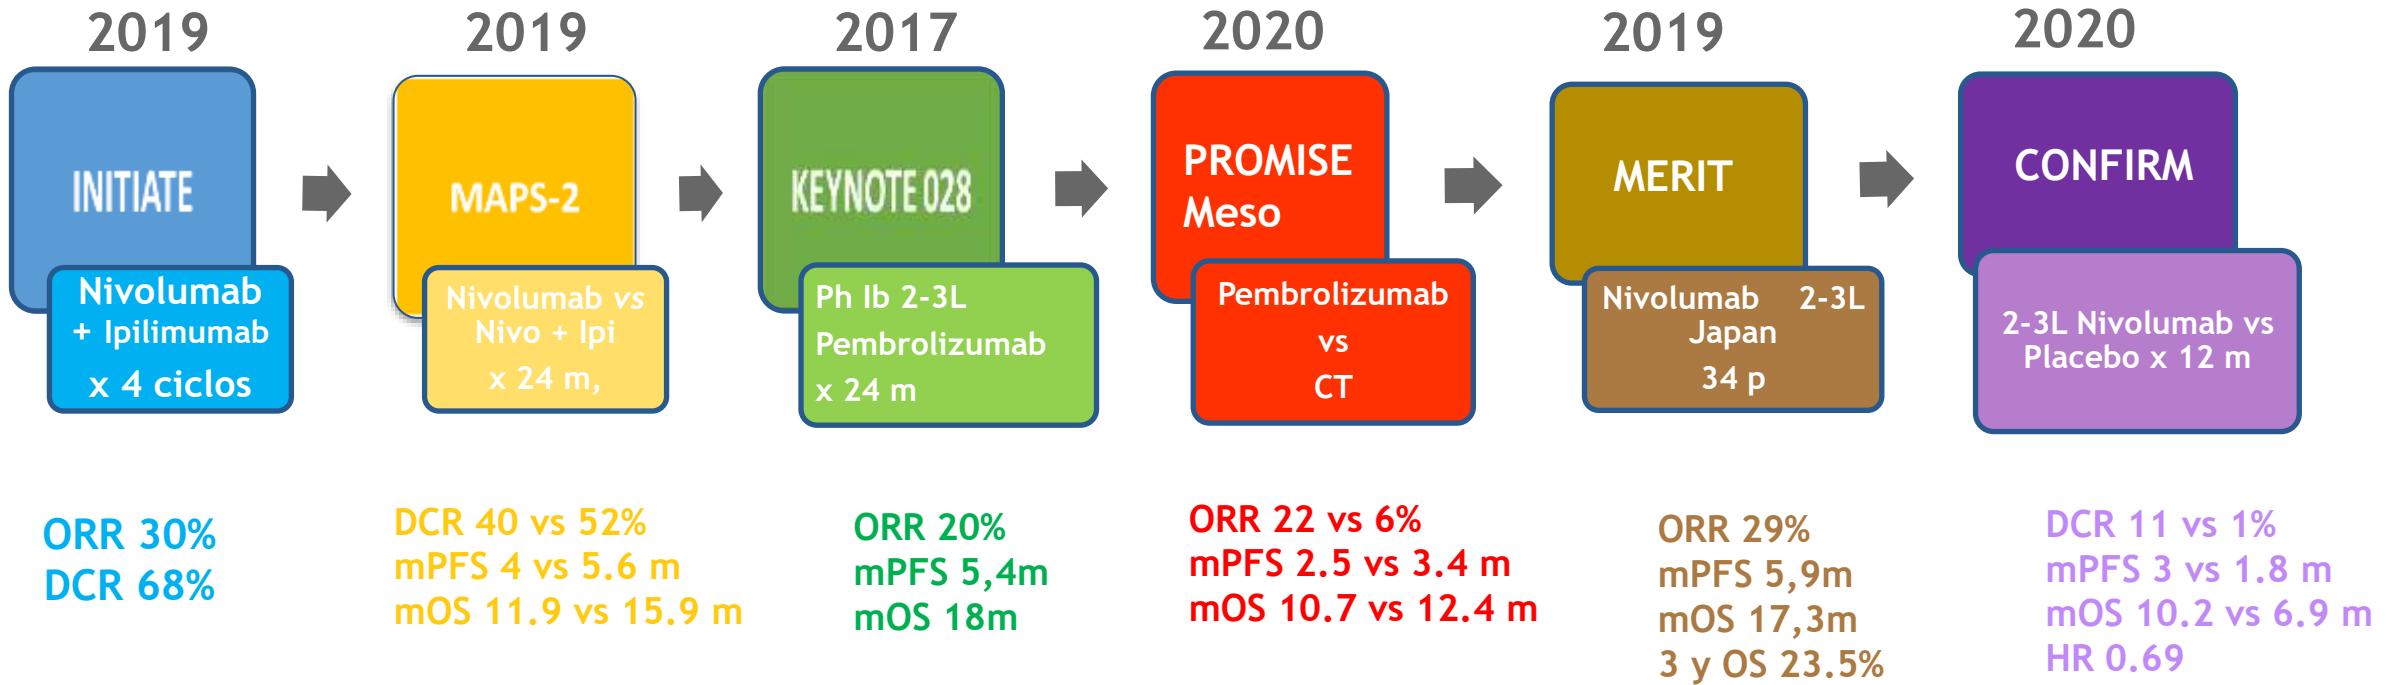 2019
INITIATE
Nivolumab
+ Ipilimumab
x 4 ciclos
ORR 30%
DCR 68%
2019
MAPS-2
Nivolumab vs
Nivo + Ipi
x 24 m,
DCR 40 vs 52%
mPFS 4 vs 5.6 m
mOS 11.9 vs 15.9 m
2017
KEYNOTE 028
Ph Ib 2-3L
Pembrolizumab
x 24 m
ORR 20%
mPFS 5,4m
mOS 18m
2020
PROMISE
Meso
Pembrolizumab
vs
CT
ORR 22 vs 6%
mPFS 2.5 vs 3.4 m
mOS 10.7 vs 12.4 m
2019
MERIT
Nivolumab 2-3L
Japan
34 p
ORR 29%
mPFS 5,9m
mOS 17,3m
3 y OS 23.5%
2020
CONFIRM
2-3L Nivolumab vs
Placebo x 12 m
DCR 11 vs 1%
mPFS 3 vs 1.8 m
mOS 10.2 vs 6.9 m
HR 0.69